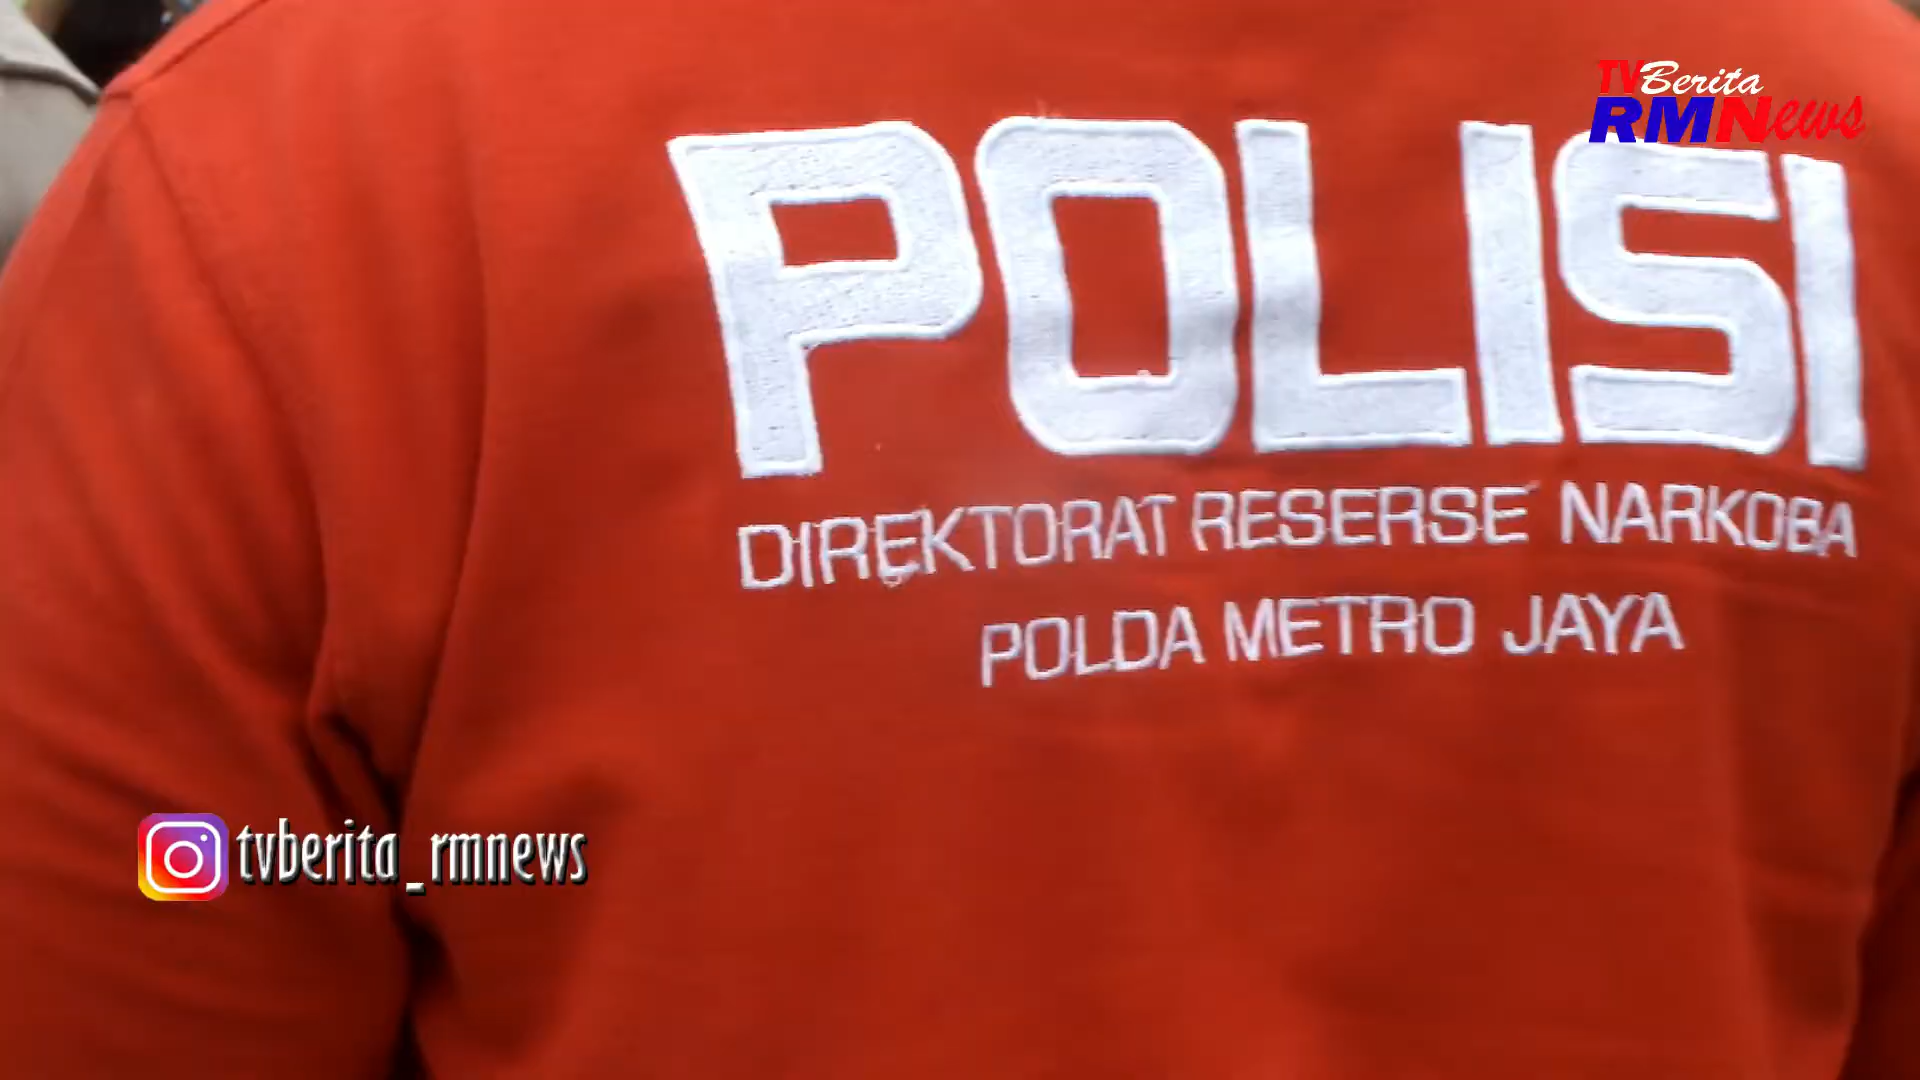 TV Berita
RMNews
POLISI
DIREKTORAT RESERSE NARKOBA
POLDA METRO JAYA
tvberita_rmnews